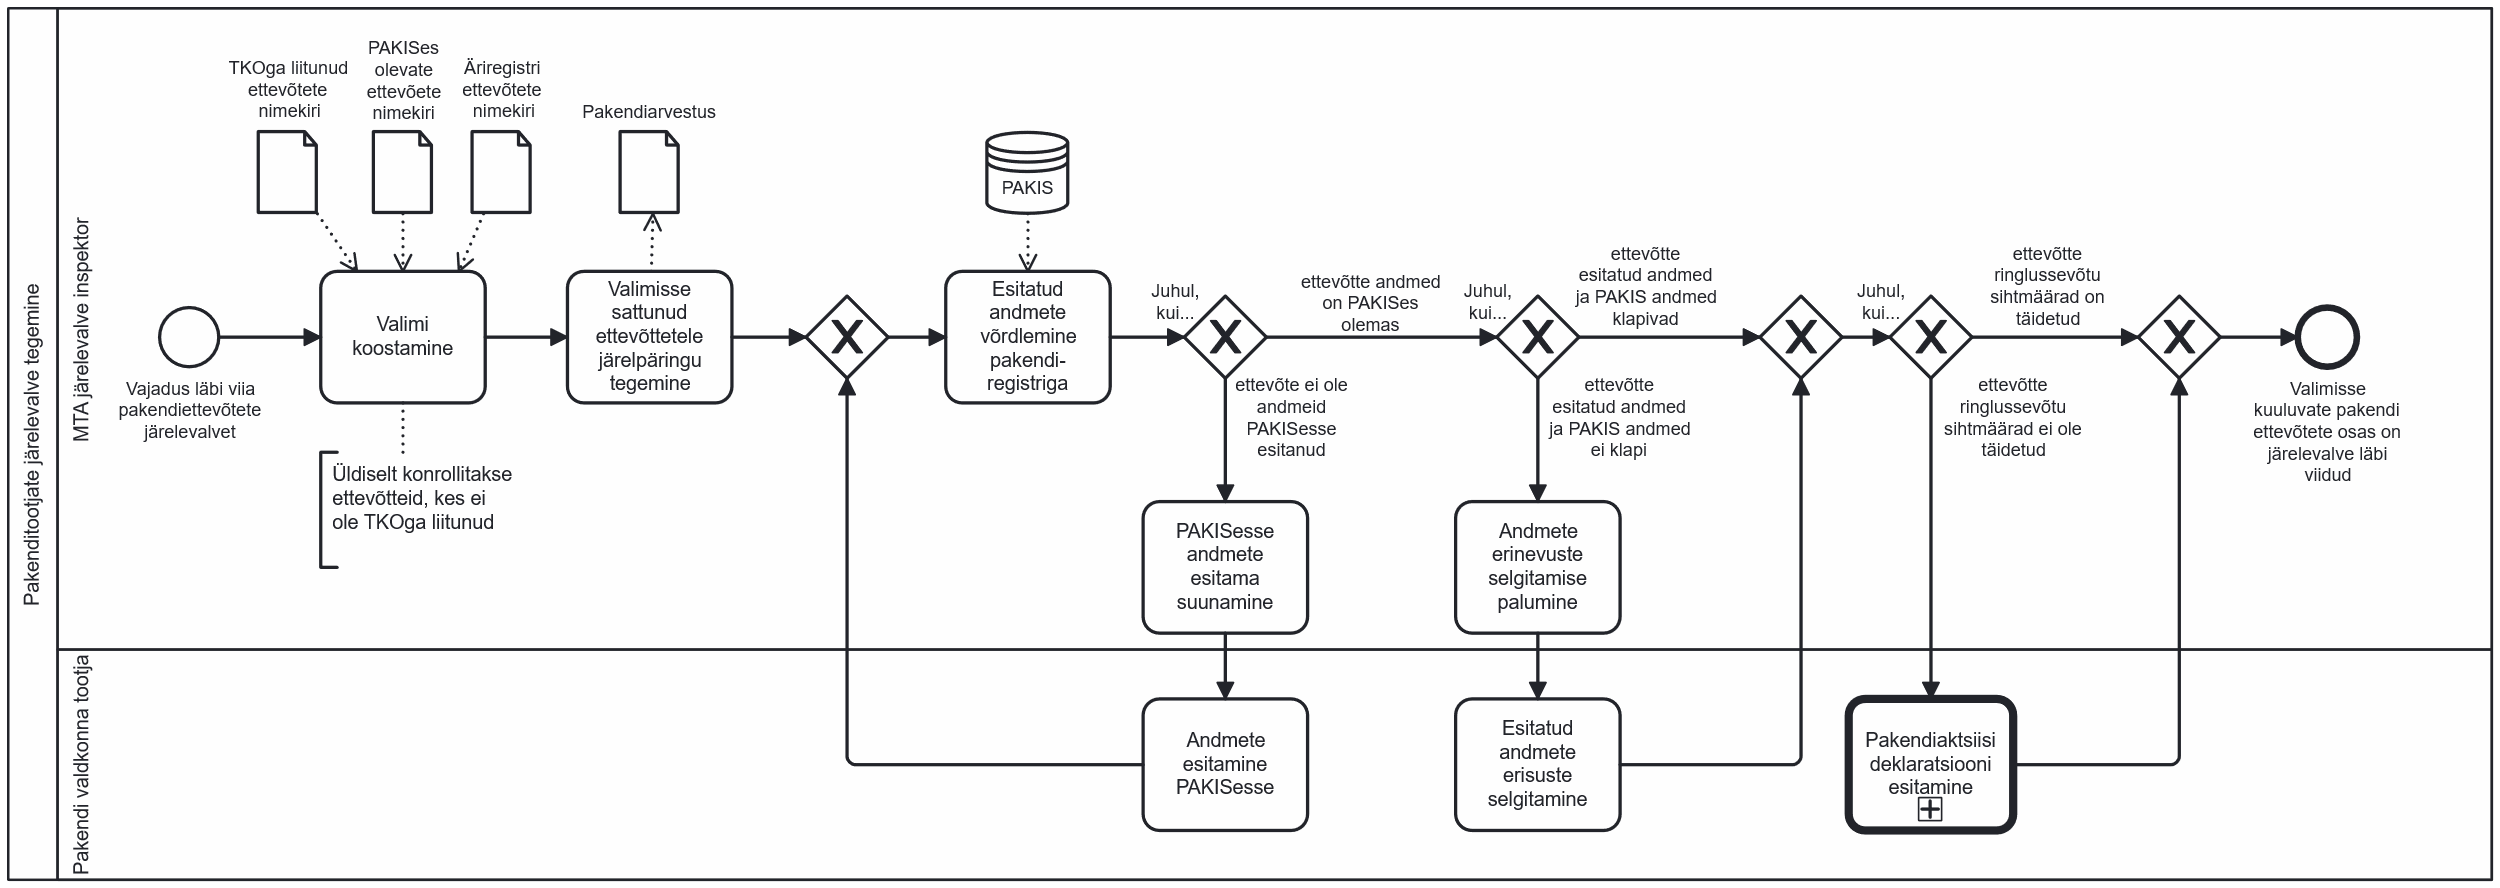 Pakenditootjate järelevalve tegemine
MTA järelevalve inspektor
TKOga liitunud
ettevõtete
nimekiri
PAKISes
olevate
ettevõete
nimekiri
Äriregistri
ettevõtete
nimekiri
Pakendiarvestus
PAKIS
Vajadus läbi viia
pakendiettevõtete
järelevalvet
Valimi
koostamine
Üldiselt konrollitakse
ettevõtteid, kes ei
ole TKOga liitunud
Valimisse
sattunud
ettevõttetele
järelpäringu
tegemine
X
Esitatud
andmete
võrdlemine
pakendi-
registriga
Juhul,
kui...
X
ettevõtte andmed
on PAKISes
olemas
ettevõte ei ole
andmeid
PAKISesse
esitanud
PAKISesse
andmete
esitama
suunamine
Juhul,
kui...
X
ettevõtte
esitatud andmed
ja PAKIS andmed
klapivad
ettevõtte
esitatud andmed
ja PAKIS andmed
ei klapi
Andmete
erinevuste
selgitamise
palumine
X
Juhul,
kui...
X
ettevõtte
ringlussevõtu
sihtmäärad on
täidetud
ettevõtte
ringlussevõtu
sihtmäärad ei ole
täidetud
X
Valimisse
kuuluvate pakendi
ettevõtete osas on
järelevalve läbi
viidud
Pakendi valdkonna tootja
Andmete
esitamine
PAKISesse
Esitatud
andmete
erisuste
selgitamine
Pakendiaktsiisi
deklaratsiooni
esitamine